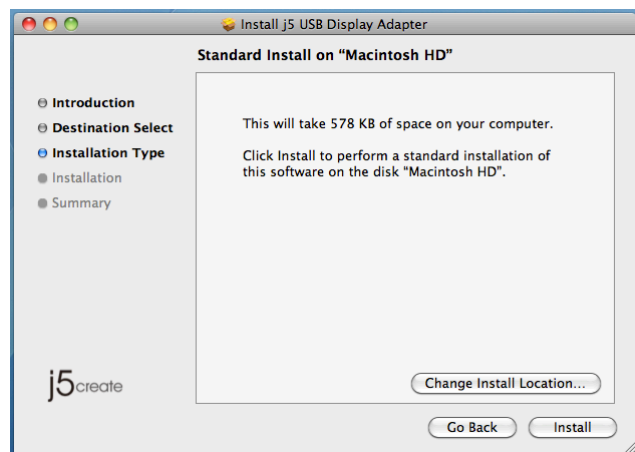 Install j5 USB Display Adapter
Standard Install on “Macintosh HD”
Introduction
Destination Select
Installation Type
Installation
Summary
This will take 578 KB of space on your computer.
Click Install to perform a standard installation of
this software on the disk “Macintosh HD”.
j5create
Change Install Location...
Go Back
Install